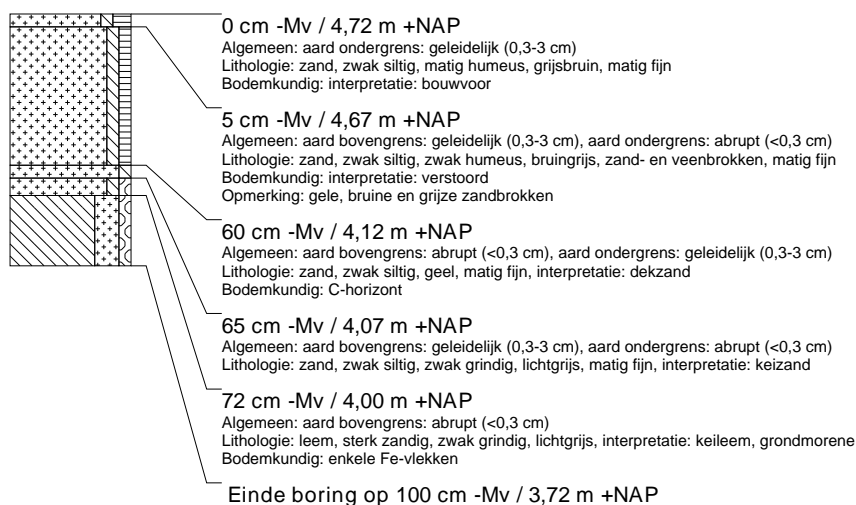 0 cm -Mv / 4,72 m +NAP
Algemeen: aard ondergrens: geleidelijk (0,3-3 cm)
Lithologie: zand, zwak siltig, matig humeus, grijsbruin, matig fijn
Bodemkundig: interpretatie: bouwvoor
5 cm -Mv / 4,67 m +NAP
Algemeen: aard bovengrens: geleidelijk (0,3-3 cm), aard ondergrens: abrupt (<0,3 cm)
Lithologie: zand, zwak siltig, zwak humeus, bruingrijs, zand- en veenbrokken, matig fijn
Bodemkundig: interpretatie: verstoord
Opmerking: gele, bruine en grijze zandbrokken
60 cm -Mv / 4,12 m +NAP
Algemeen: aard bovengrens: abrupt (<0,3 cm), aard ondergrens: geleidelijk (0,3-3 cm)
Lithologie: zand, zwak siltig, geel, matig fijn, interpretatie: dekzand
Bodemkundig: C-horizont
65 cm -Mv / 4,07 m +NAP
Algemeen: aard bovengrens: geleidelijk (0,3-3 cm), aard ondergrens: abrupt (<0,3 cm)
Lithologie: zand, zwak siltig, zwak grindig, lichtgrijs, matig fijn, interpretatie: keizand
72 cm -Mv / 4,00 m +NAP
Algemeen: aard bovengrens: abrupt (<0,3 cm)
Lithologie: leem, sterk zandig, zwak grindig, lichtgrijs, interpretatie: keileem, grondmorene
Bodemkundig: enkele Fe-vlekken
Einde boring op 100 cm -Mv / 3,72 m +NAP